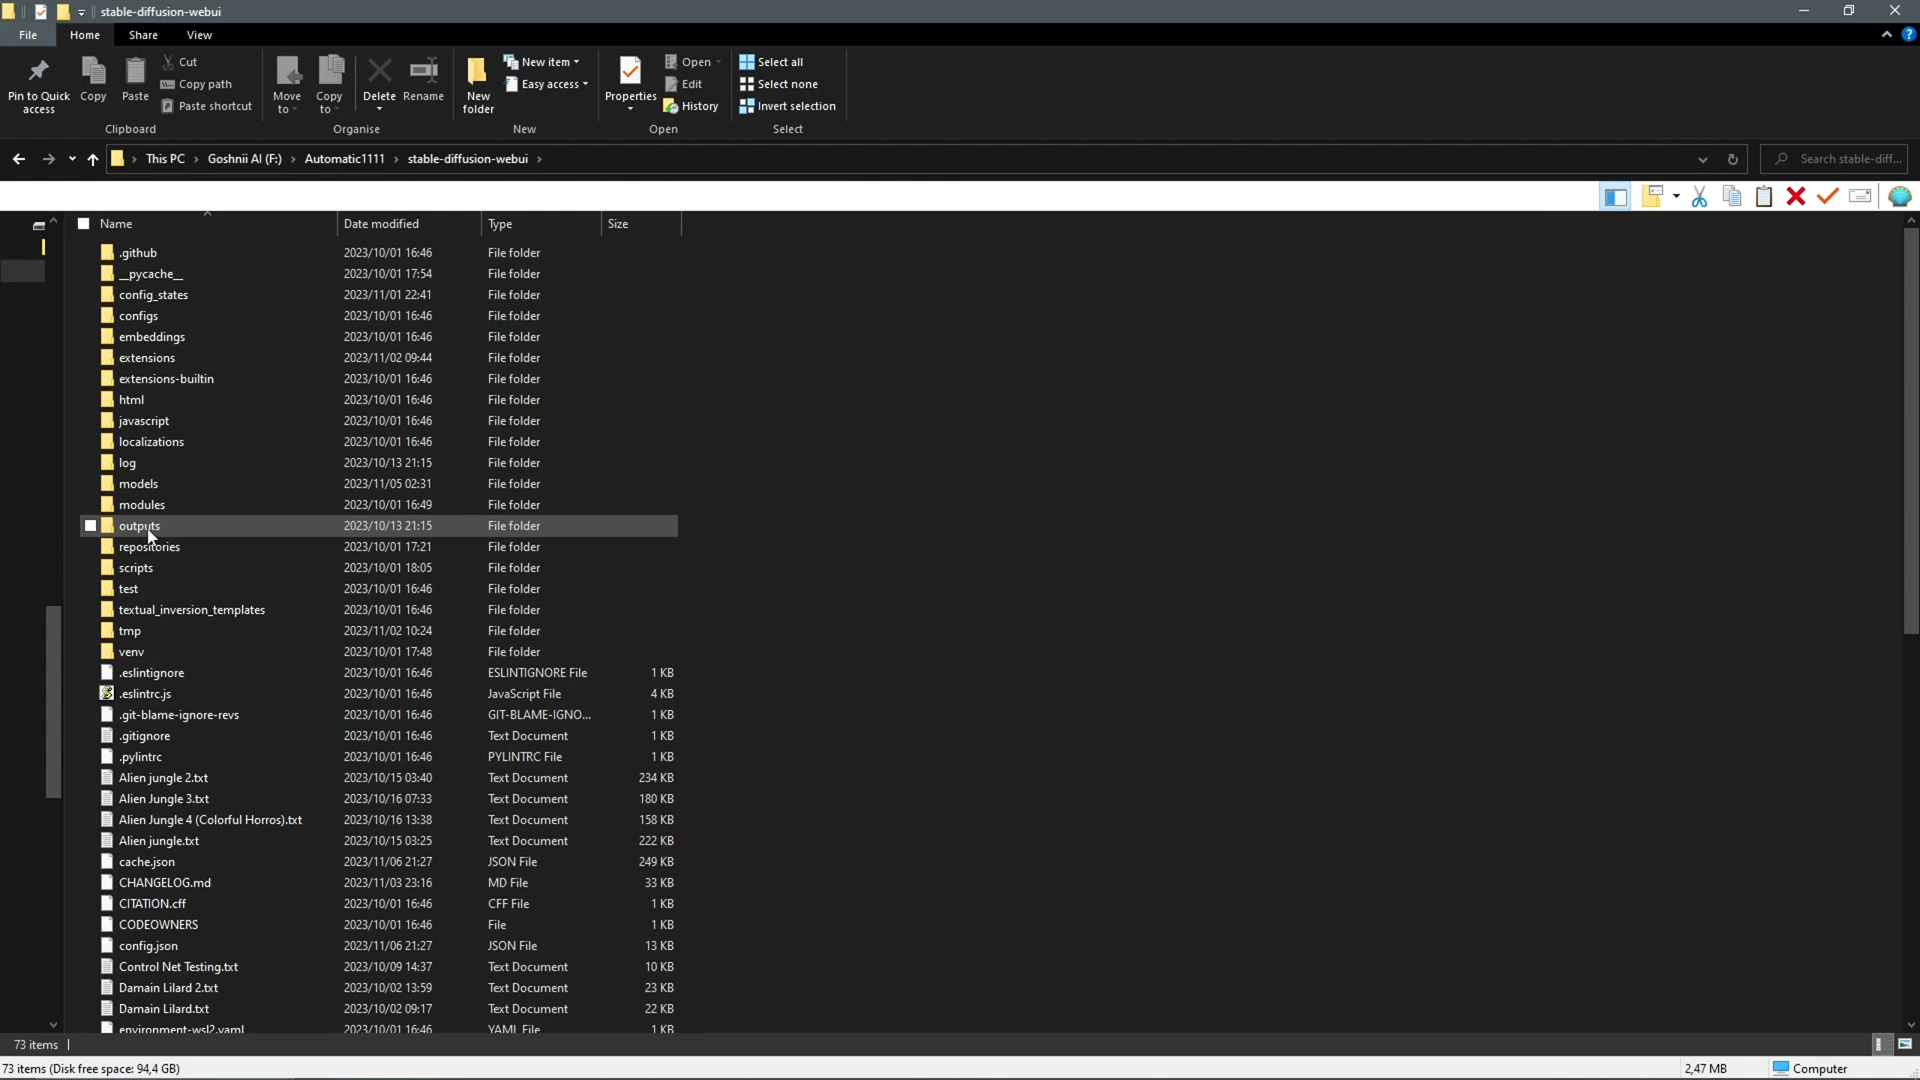 stable-diffusion-webui
File Home Share View
Pin to Quick access
Copy
Paste
Cut
Copy path
Paste shortcut
Clipboard
Move to
Copy to
Delete
Rename
Organise
New folder
New item
Easy access
New
Properties
Open
Edit
History
Open
Select all
Select none
Invert selection
Select
This PC Goshnii AI (F:) Automatic1111 stable-diffusion-webui
Search stable-diff...
Name Date modified Type Size
.github 2023/10/01 16:46 File folder
__pycache__ 2023/10/01 17:54 File folder
config_states 2023/11/01 22:41 File folder
configs 2023/10/01 16:46 File folder
embeddings 2023/10/01 16:46 File folder
extensions 2023/11/02 09:44 File folder
extensions-builtin 2023/10/01 16:46 File folder
html 2023/10/01 16:46 File folder
javascript 2023/10/01 16:46 File folder
localizations 2023/10/01 16:46 File folder
log 2023/10/13 21:15 File folder
models 2023/11/05 02:31 File folder
modules 2023/10/01 16:49 File folder
outputs 2023/10/13 21:15 File folder
repositories 2023/10/01 17:21 File folder
scripts 2023/10/01 18:05 File folder
test 2023/10/01 16:46 File folder
textual_inversion_templates 2023/10/01 16:46 File folder
tmp 2023/11/02 10:24 File folder
venv 2023/10/01 17:48 File folder
.eslintignore 2023/10/01 16:46 ESLINTIGNORE File 1 KB
.eslintrc.js 2023/10/01 16:46 JavaScript File 4 KB
.git-blame-ignore-revs 2023/10/01 16:46 GIT-BLAME-IGNO... 1 KB
.gitignore 2023/10/01 16:46 Text Document 1 KB
.pylintrc 2023/10/01 16:46 PYLINTRC File 1 KB
Alien jungle 2.txt 2023/10/15 03:40 Text Document 234 KB
Alien Jungle 3.txt 2023/10/16 07:33 Text Document 180 KB
Alien Jungle 4 (Colorful Horros).txt 2023/10/16 13:38 Text Document 158 KB
Alien jungle.txt 2023/10/15 03:25 Text Document 222 KB
cache.json 2023/11/06 21:27 JSON File 249 KB
CHANGELOG.md 2023/11/03 23:16 MD File 33 KB
CITATION.cff 2023/10/01 16:46 CFF File 1 KB
CODEOWNERS 2023/10/01 16:46 File 1 KB
config.json 2023/11/06 21:27 JSON File 13 KB
Control Net Testing.txt 2023/10/09 14:37 Text Document 10 KB
Damain Lilard 2.txt 2023/10/02 13:59 Text Document 23 KB
Damain Lilard.txt 2023/10/02 09:17 Text Document 22 KB
environment-wsl2.yaml 2023/10/01 16:46 YAML File 1 KB
73 items
73 items (Disk free space: 94,4 GB) 2,47 MB Computer